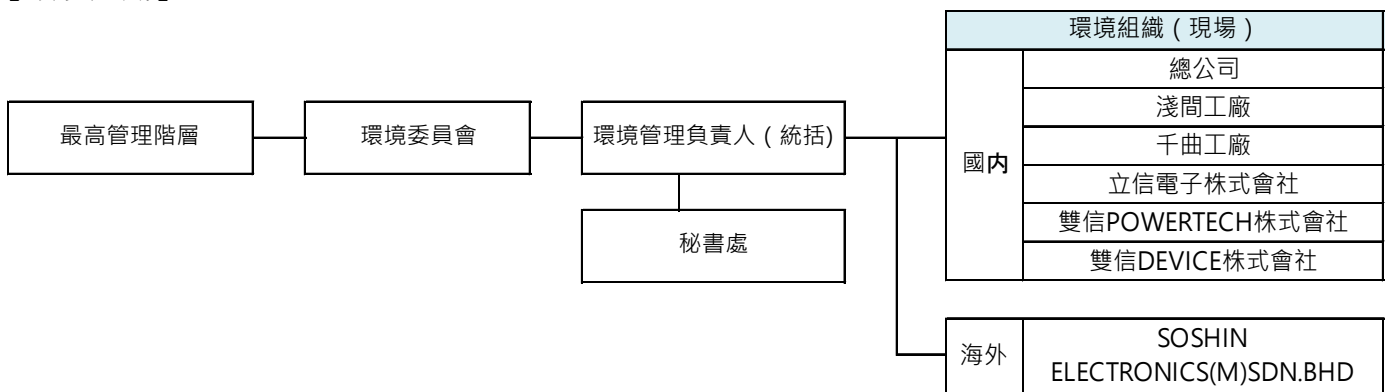 環境組織（現場）
總公司
淺間工廠
最高管理階層
環境委員會
環境管理負責人（統括)
千曲工廠
國内
立信電子株式會社
雙信POWERTECH株式會社
秘書處
雙信DEVICE株式會社
海外
SOSHIN
ELECTRONICS(M)SDN.BHD